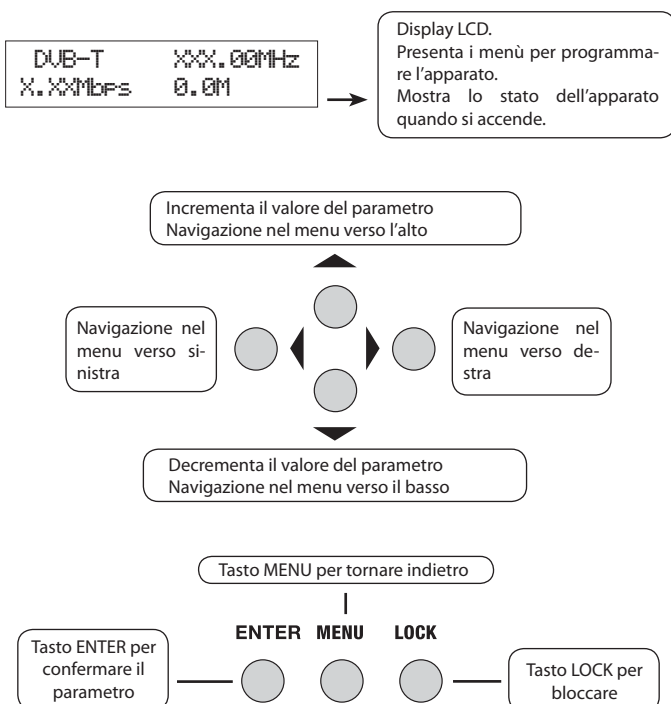 DVB-T XXX.00MHz
X.XXMbps 0.0M
Display LCD.
Presenta i menù per programma-
re l'apparato.
Mostra lo stato dell'apparato
quando si accende.
Incrementa il valore del parametro
Navigazione nel menu verso l'alto
Navigazione nel
menu verso si-
nistra
Navigazione nel
menu verso de-
stra
Decrementa il valore del parametro
Navigazione nel menu verso il basso
Tasto MENU per tornare indietro
ENTER MENU LOCK
Tasto ENTER per
confermare il
parametro
Tasto LOCK per
bloccare